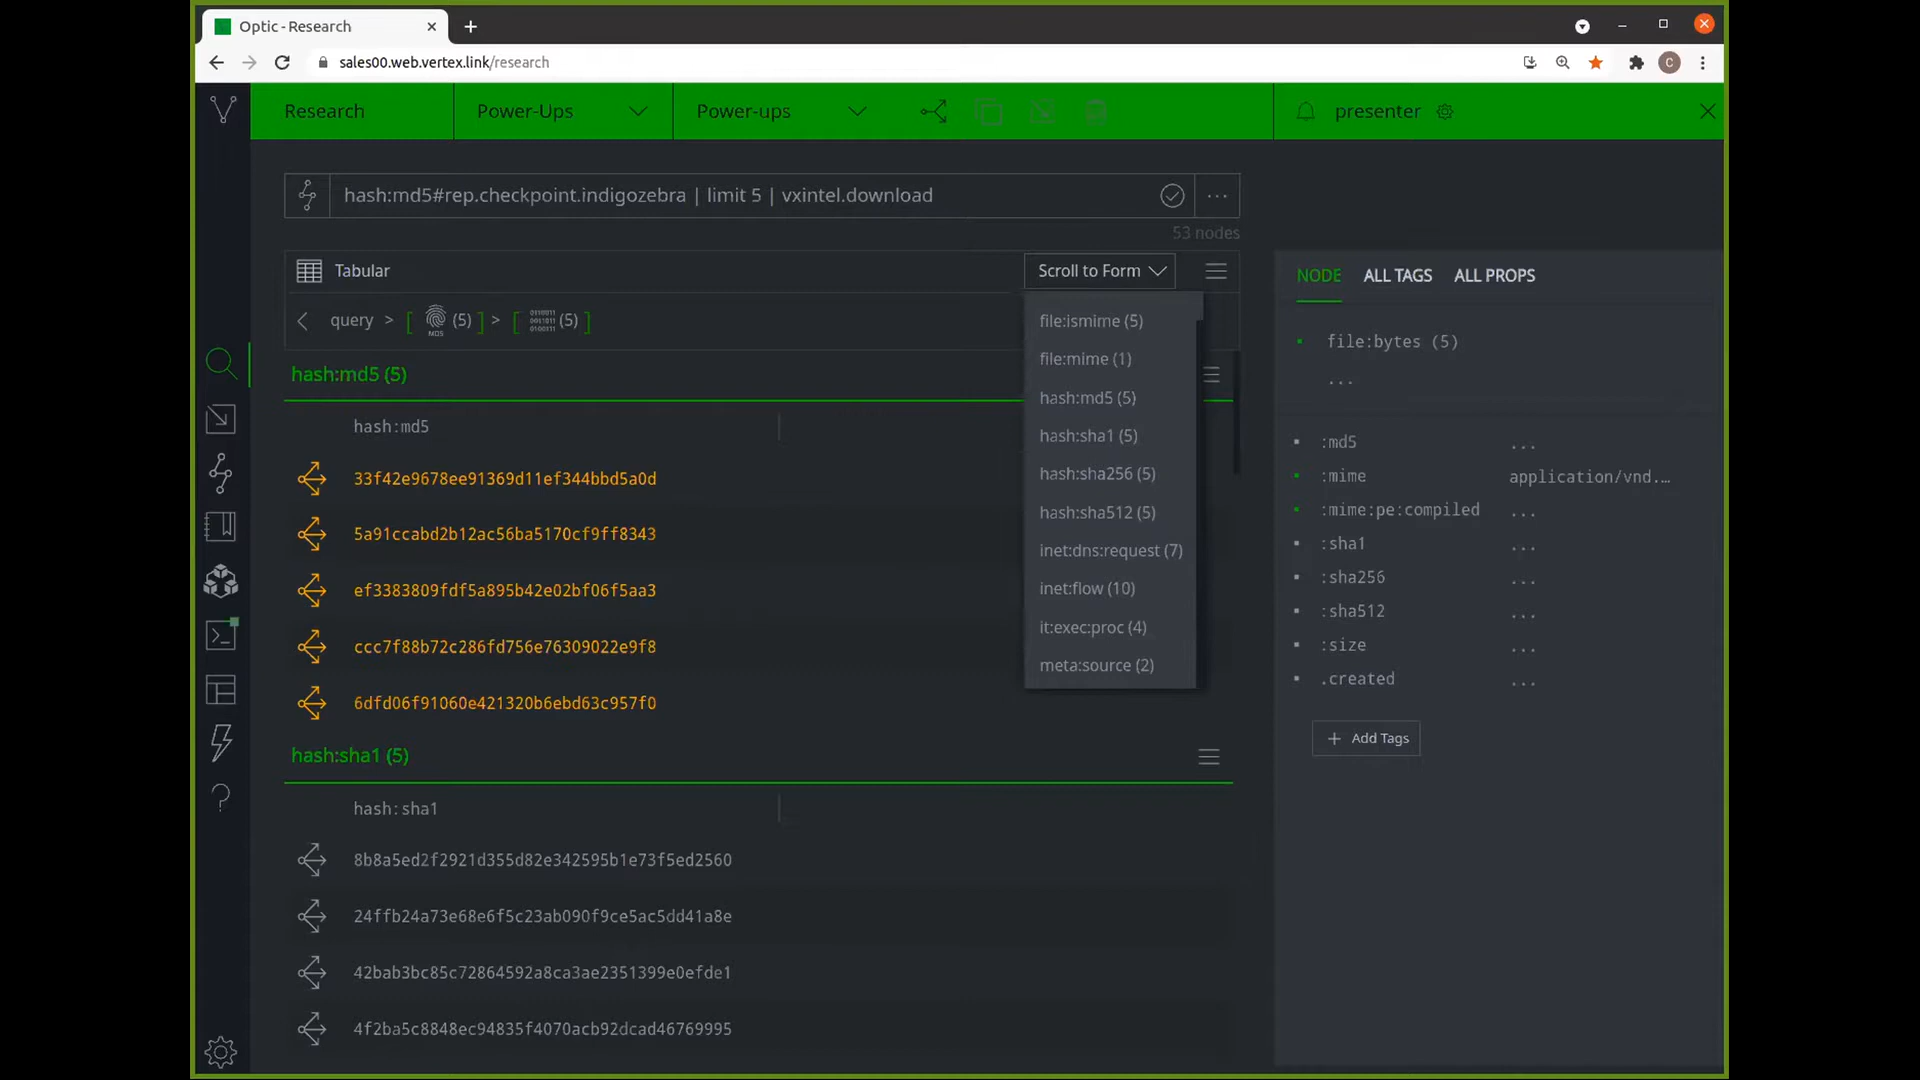 Optic - Research
sales00.web.vertex.link/research
C
Research
Power-Ups
Power-ups
presenter
hash:md5#rep.checkpoint.indigozebra | limit 5 | vxintel.download
...
53 nodes
Tabular
Scroll to Form
query > [ MD5 (5) ] > [ (5) ]
file:ismime (5)
file:mime (1)
hash:md5 (5)
hash:sha1 (5)
hash:sha256 (5)
hash:sha512 (5)
inet:dns:request (7)
inet:flow (10)
it:exec:proc (4)
meta:source (2)
hash:md5 (5)
hash:md5
33f42e9678ee91369d11ef344bbd5a0d
5a91ccabd2b12ac56ba5170cf9ff8343
ef3383809fdf5a895b42e02bf06f5aa3
ccc7f88b72c286fd756e76309022e9f8
6dfd06f91060e421320b6ebd63c957f0
hash:sha1 (5)
hash:sha1
8b8a5ed2f2921d355d82e342595b1e73f5ed2560
24ffb24a73e68e6f5c23ab090f9ce5ac5dd41a8e
42bab3bc85c72864592a8ca3ae2351399e0efde1
4f2ba5c8848ec94835f4070acb92dcad46769995
NODE ALL TAGS ALL PROPS
file:bytes (5)
...
:md5 ...
:mime application/vnd.…
:mime:pe:compiled ...
:sha1 ...
:sha256 ...
:sha512 ...
:size ...
.created ...
+ Add Tags